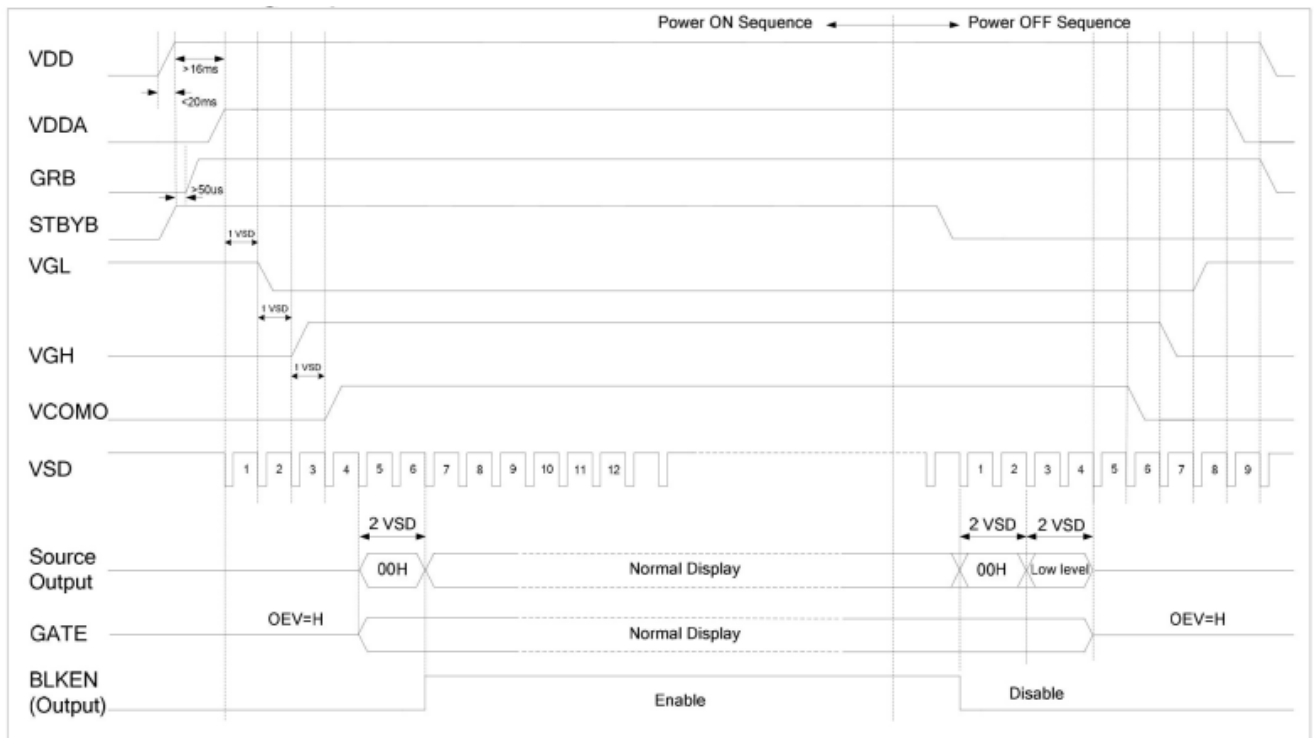 Power ON Sequence
Power OFF Sequence
VDD
>16ms
<20ms
VDDA
GRB
>50us
STBYB
1 VSD
VGL
1 VSD
VGH
1 VSD
VCOMO
VSD
1 2 3 4 5 6 7 8 9 10 11 12
1 2 3 4 5 6 7 8 9
2 VSD
2 VSD
2 VSD
Source
Output
00H
Normal Display
00H
Low level
OEV=H
OEV=H
GATE
Normal Display
BLKEN
(Output)
Enable
Disable